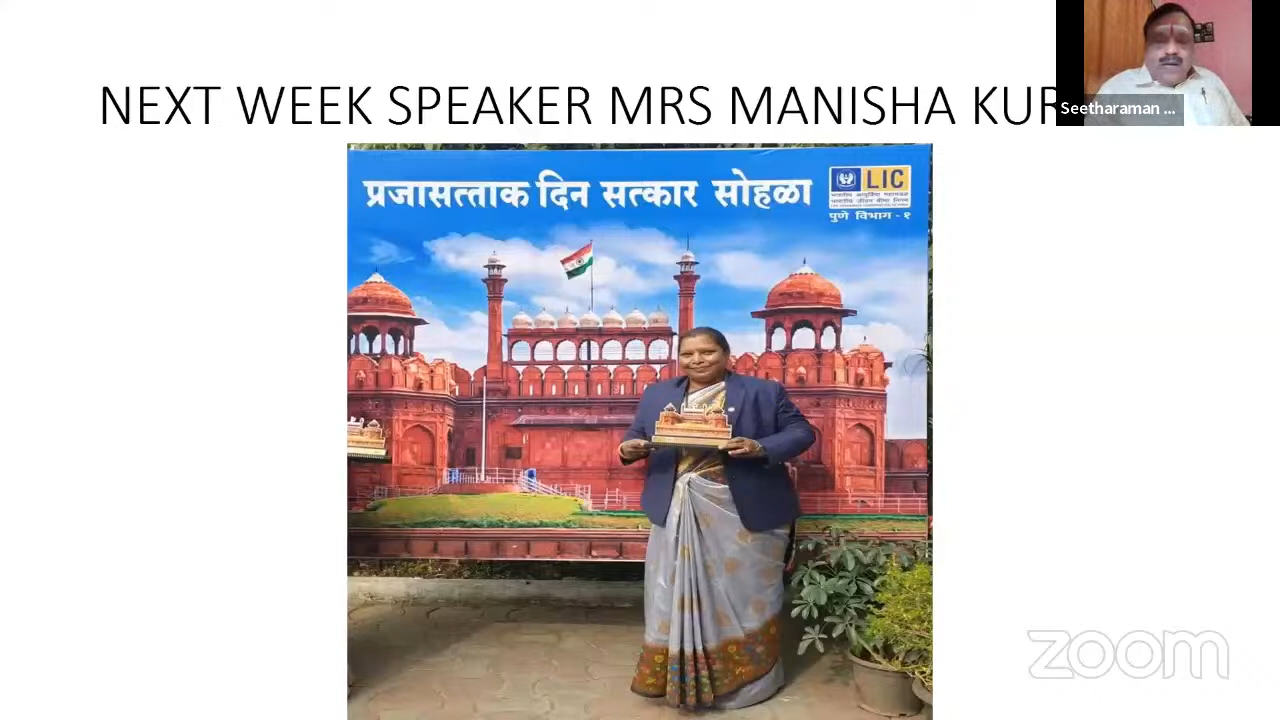 NEXT WEEK SPEAKER MRS MANISHA KUR
Seetharaman ...
प्रजासत्ताक दिन सत्कार सोहळा
LIC
पुणे विभाग - १
zoom